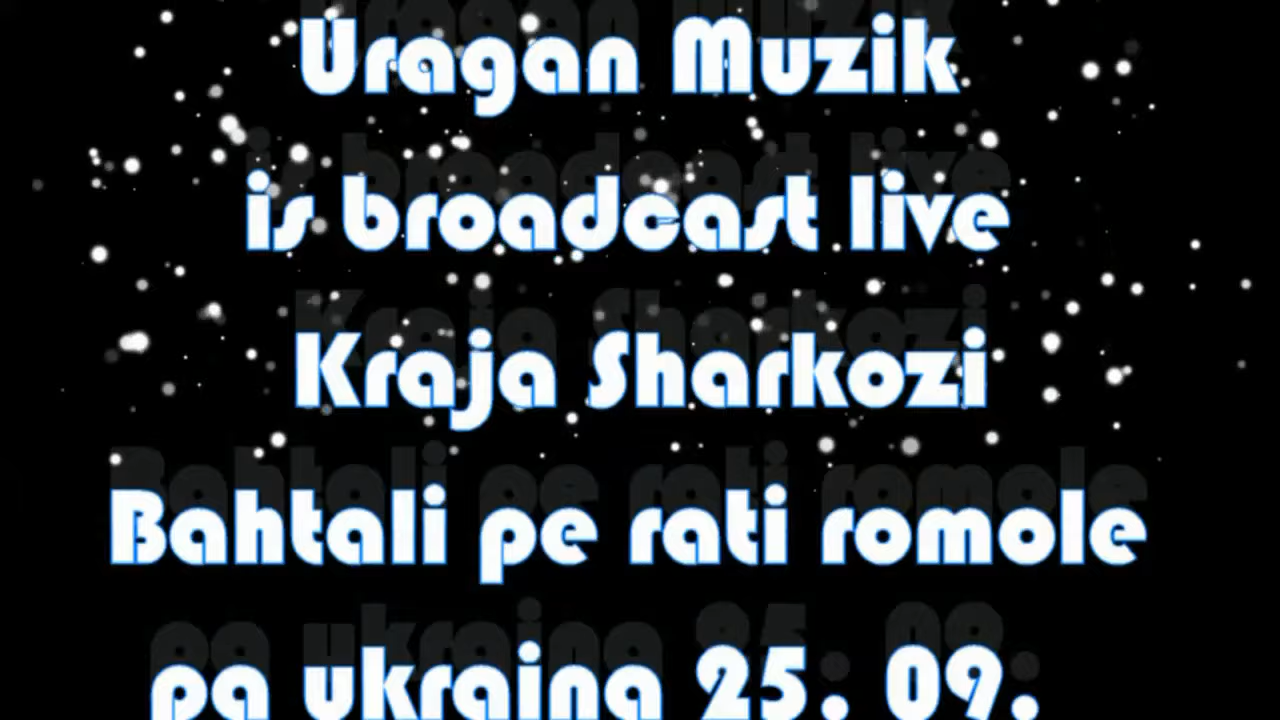 Uragan Muzik
is broadcast live
Kraja Sharkozi
Bahtali pe rati romole
pa ukraina 25. 09.